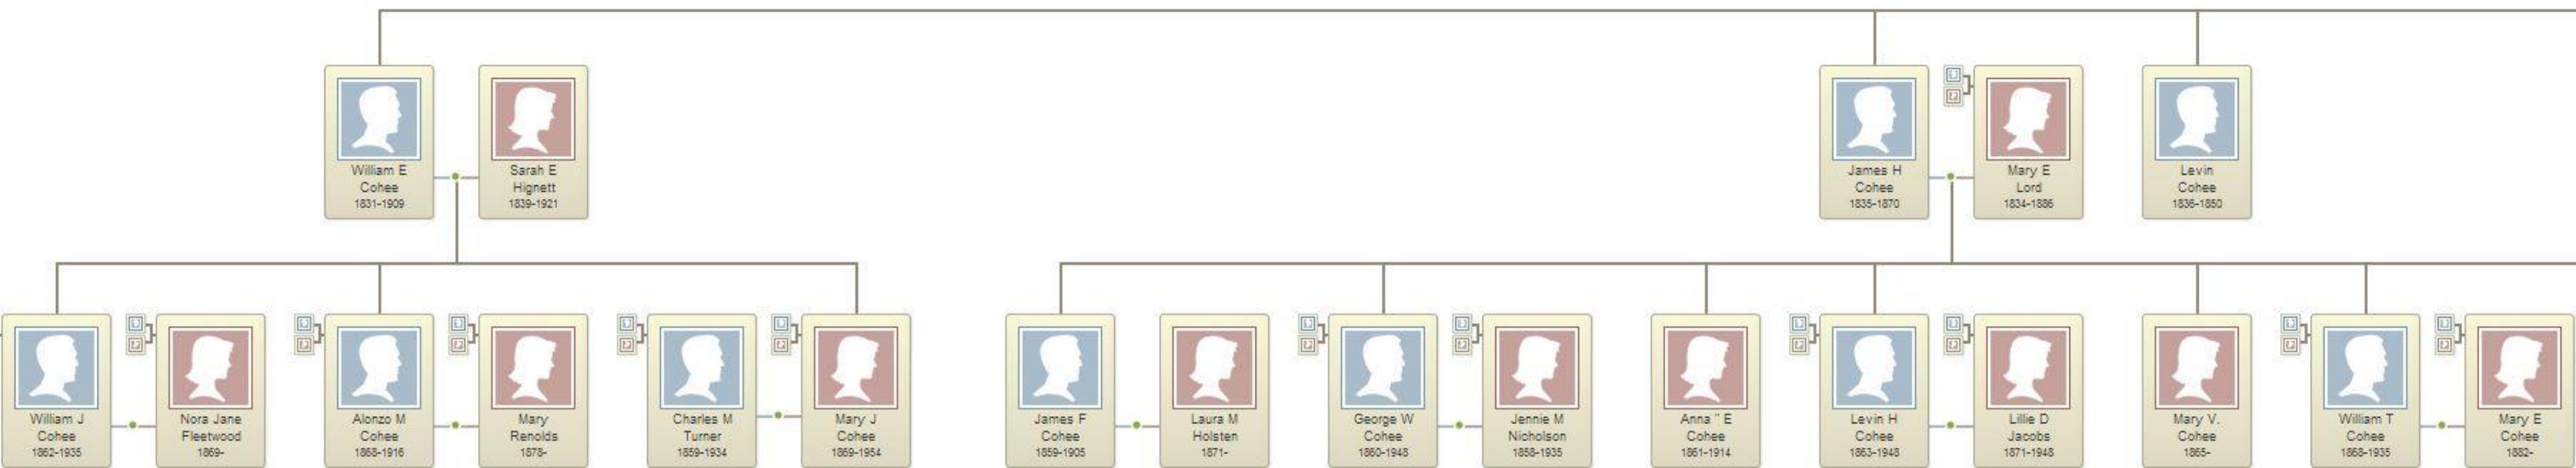 William E
Cohee
1831-1909
Sarah E
Hignett
1839-1921
James H
Cohee
1835-1870
Mary E
Lord
1834-1886
Levin
Cohee
1836-1850
William J
Cohee
1862-1935
Nora Jane
Fleetwood
1869-
Alonzo M
Cohee
1868-1916
Mary
Renolds
1878-
Charles M
Turner
1859-1934
Mary J
Cohee
1869-1954
James F
Cohee
1859-1905
Laura M
Holsten
1871-
George W
Cohee
1860-1948
Jennie M
Nicholson
1858-1935
Anna " E
Cohee
1861-1914
Levin H
Cohee
1863-1948
Lillie D
Jacobs
1871-1948
Mary V.
Cohee
1865-
William T
Cohee
1868-1935
Mary E
Cohee
1882-